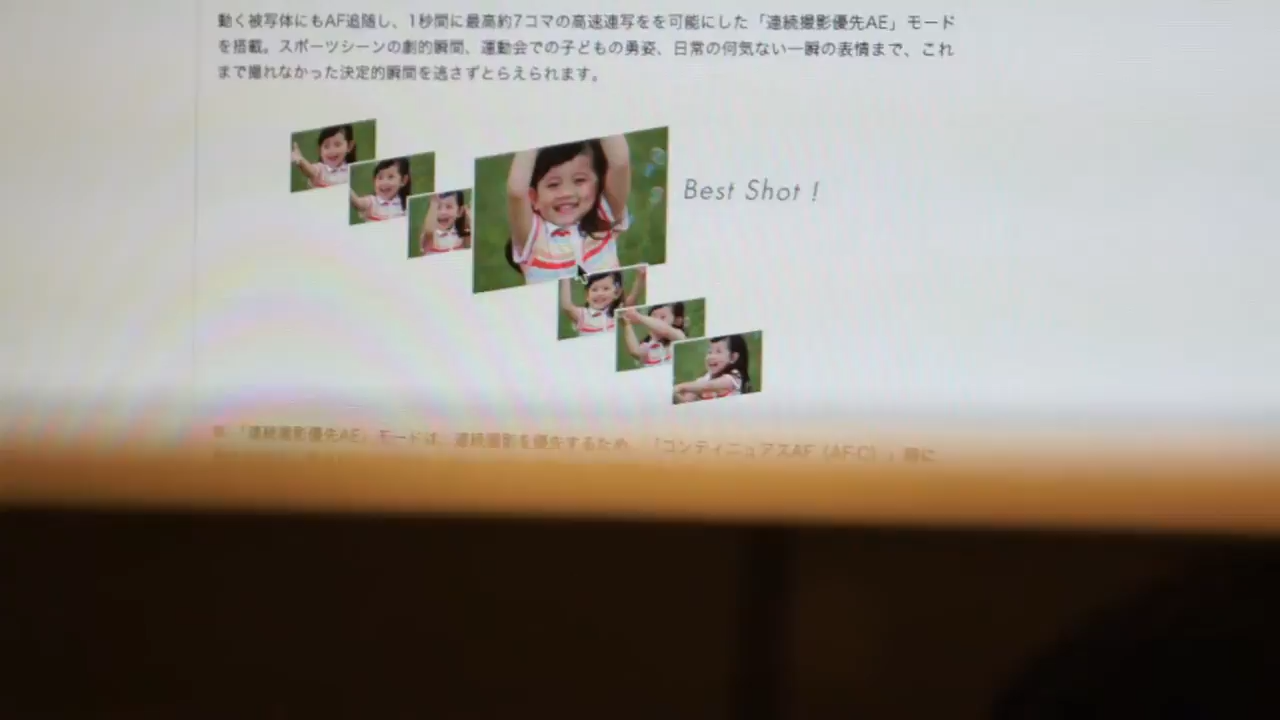 動く被写体にもAF追随し、1秒間に最高約7コマの高速連写をを可能にした「連続撮影優先AE」モード
を搭載。スポーツシーンの劇的瞬間、運動会での子どもの勇姿、日常の何気ない一瞬の表情まで、これ
まで撮れなかった決定的瞬間を逃さずとらえられます。
Best Shot !
「連続撮影優先AE」モードは、連続撮影を優先するため、「コンティニュアスAF（AF-C）」時に